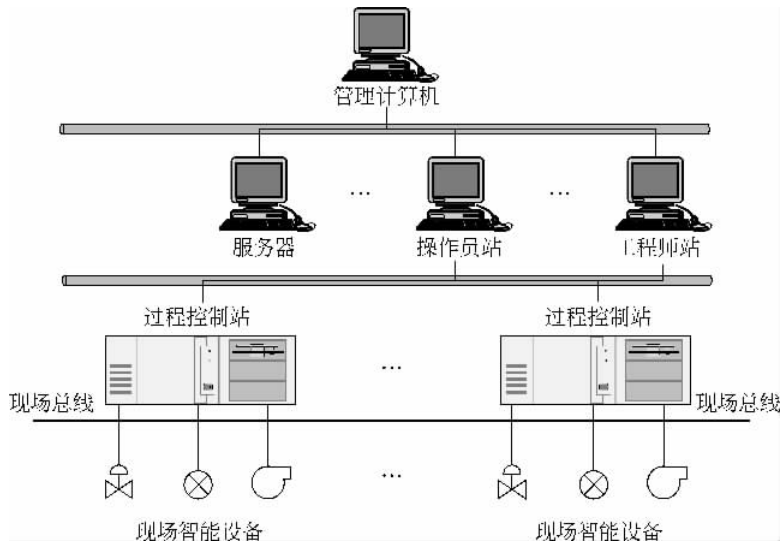 管理计算机
...
...
服务器
操作员站
工程师站
过程控制站
过程控制站
...
现场总线
现场总线
...
现场智能设备
现场智能设备